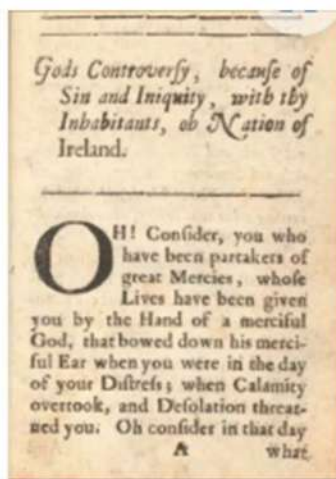 Gods Controverſy, becauſe of
Sin and Iniquity, with thy
Inhabitants, oh Nation of
Ireland.
OH! Conſider, you who
have been partakers of
great Mercies, whoſe
Lives have been given
you by the Hand of a merciful
God, that bowed down his merci-
ful Ear when you were in the day
of your Diſtreſs; when Calamity
overtook, and Deſolation threat-
ned you. Oh conſider in that day
A what